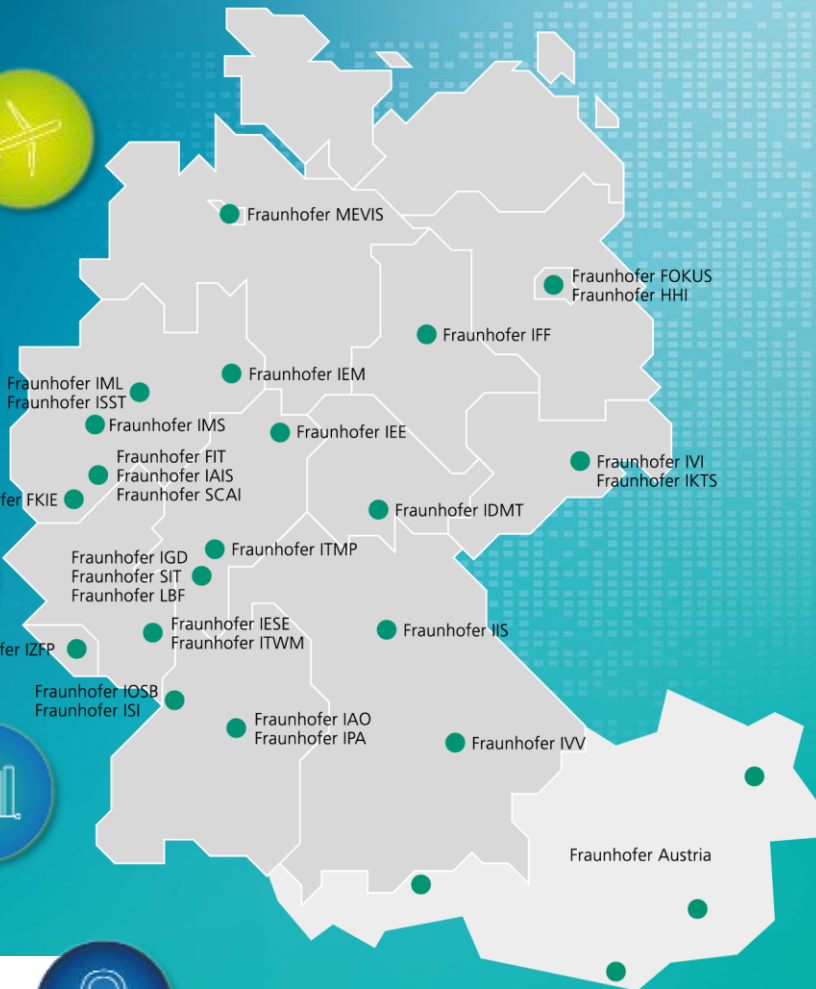 Fraunhofer MEVIS
Fraunhofer FOKUS
Fraunhofer HHI
Fraunhofer IFF
Fraunhofer IEM
Fraunhofer IML
Fraunhofer ISST
Fraunhofer IMS
Fraunhofer IEE
Fraunhofer FIT
Fraunhofer IAIS
Fraunhofer SCAI
Fraunhofer IVI
Fraunhofer IKTS
fer FKIE
Fraunhofer IDMT
Fraunhofer ITMP
Fraunhofer IGD
Fraunhofer SIT
Fraunhofer LBF
Fraunhofer IESE
Fraunhofer ITWM
Fraunhofer IIS
fer IZFP
Fraunhofer IOSB
Fraunhofer ISI
Fraunhofer IAO
Fraunhofer IPA
Fraunhofer IVV
Fraunhofer Austria